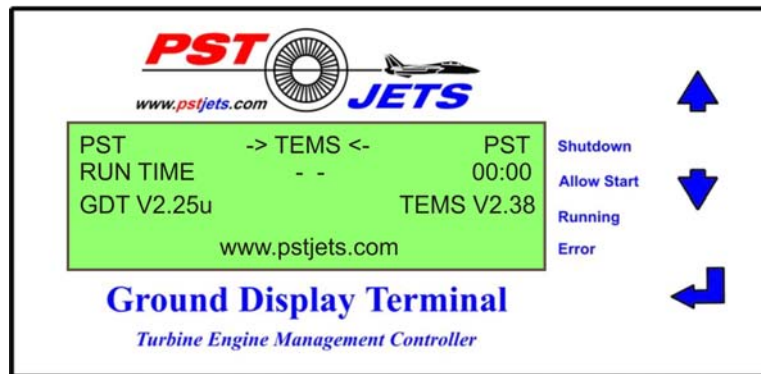 PST
JETS
www.pstjets.com
PST -> TEMS <- PST
RUN TIME - - 00:00
GDT V2.25u TEMS V2.38
www.pstjets.com
Shutdown
Allow Start
Running
Error
Ground Display Terminal
Turbine Engine Management Controller